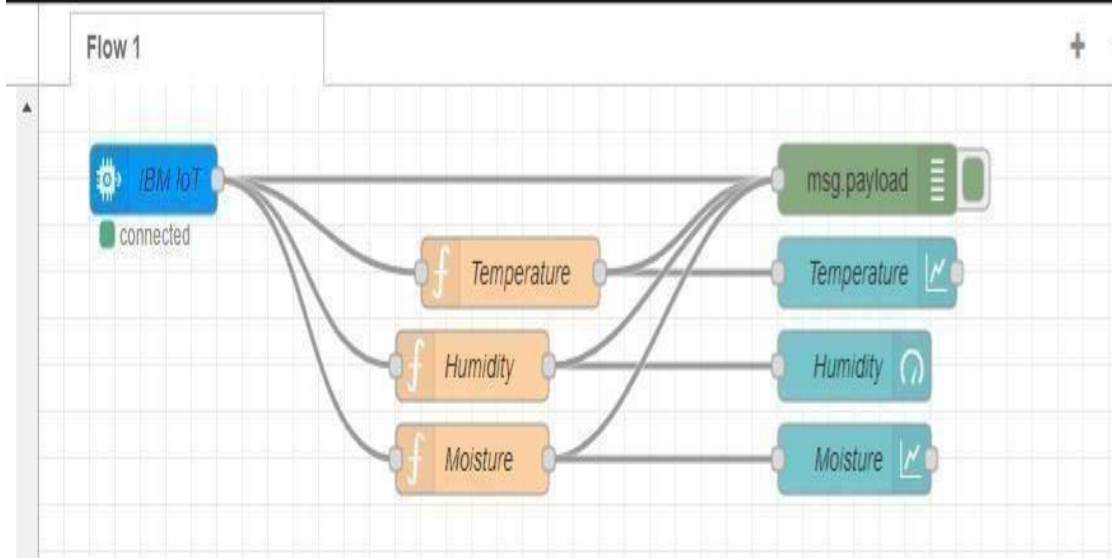 Flow 1
IBM IoT
connected
msg.payload
Temperature
Temperature
Humidity
Humidity
Moisture
Moisture